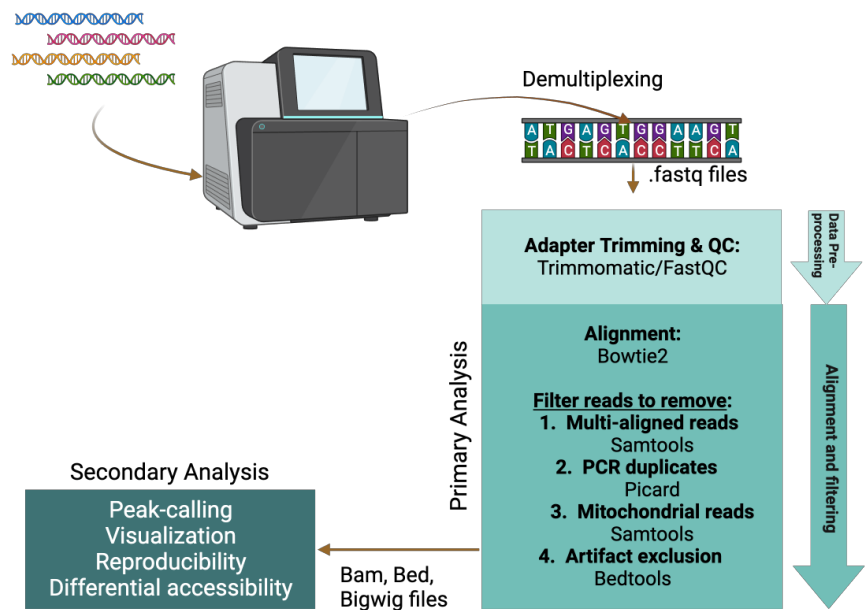 Demultiplexing
A T G A G T G G A A G T
T A C T C A C C T T C A
.fastq files
Adapter Trimming & QC:
Trimmomatic/FastQC
Data Pre-
processing
Primary Analysis
Alignment:
Bowtie2
Filter reads to remove:
1. Multi-aligned reads
Samtools
2. PCR duplicates
Picard
3. Mitochondrial reads
Samtools
4. Artifact exclusion
Bedtools
Alignment and filtering
Secondary Analysis
Peak-calling
Visualization
Reproducibility
Differential accessibility
Bam, Bed,
Bigwig files